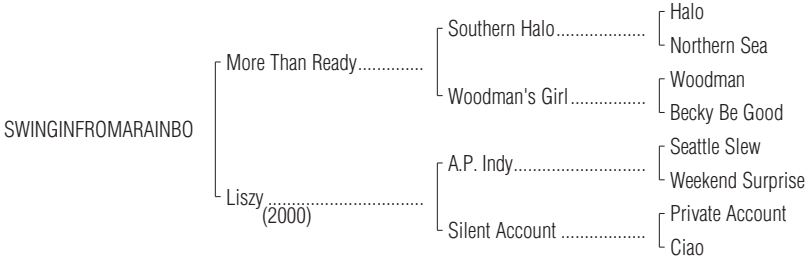 Halo
Southern Halo...................
Northern Sea
More Than Ready..............
Woodman
Woodman's Girl................
Becky Be Good
SWINGINFROMARAINBO
Seattle Slew
A.P. Indy............................
Weekend Surprise
Liszy .................................
(2000)
Private Account
Silent Account ..................
Ciao